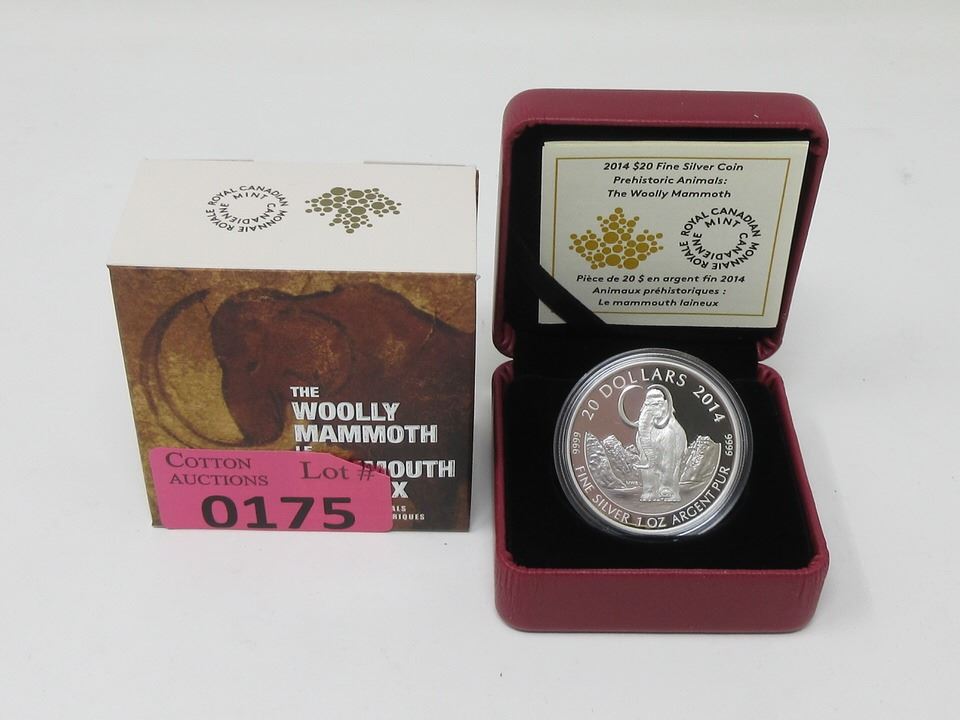 ROYAL CANADIAN MINT
MONNAIE ROYALE CANADIENNE
THE
WOOLLY
MAMMOTH
LE
MOUTH
X
ALS
RIQUES
COTTON
AUCTIONS
Lot #
0175
2014 $20 Fine Silver Coin
Prehistoric Animals:
The Woolly Mammoth
ROYAL CANADIAN MINT
MONNAIE ROYALE CANADIENNE
Pièce de 20 $ en argent fin 2014
Animaux préhistoriques :
Le mammouth laineux
20 DOLLARS 2014
9999
9999
FINE SILVER 1 OZ ARGENT PUR